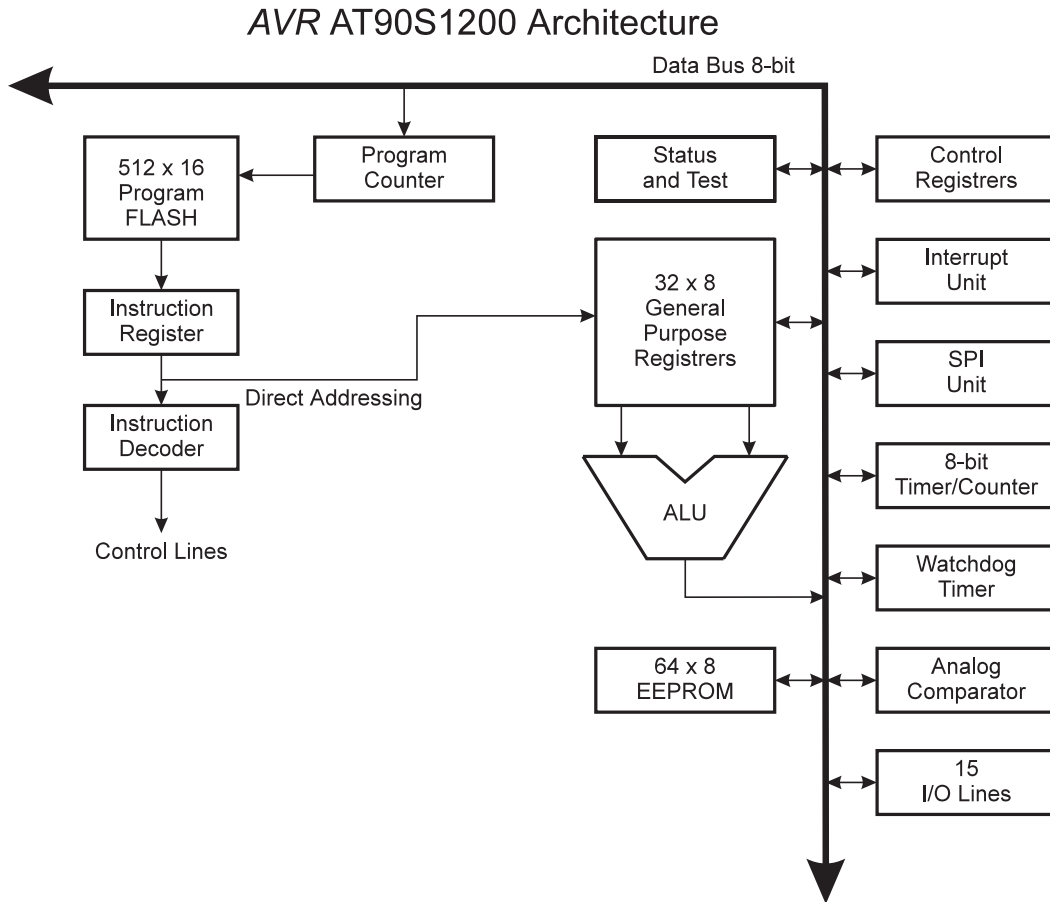 AVR AT90S1200 Architecture
Data Bus 8-bit
512 x 16
Program
FLASH
Program
Counter
Status
and Test
Control
Registrers
Instruction
Register
32 x 8
General
Purpose
Registrers
Interrupt
Unit
Direct Addressing
SPI
Unit
Instruction
Decoder
ALU
8-bit
Timer/Counter
Control Lines
Watchdog
Timer
64 x 8
EEPROM
Analog
Comparator
15
I/O Lines